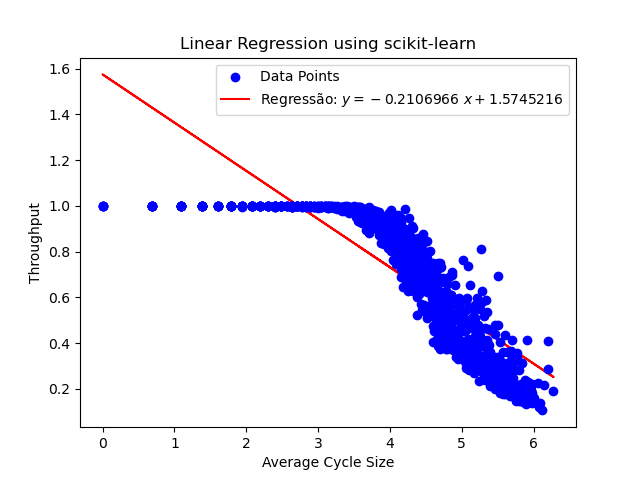 Linear Regression using scikit-learn
Data Points
Regressão: y = −0.2106966 x + 1.5745216
Throughput
1.6
1.4
1.2
1.0
0.8
0.6
0.4
0.2
0 1 2 3 4 5 6
Average Cycle Size